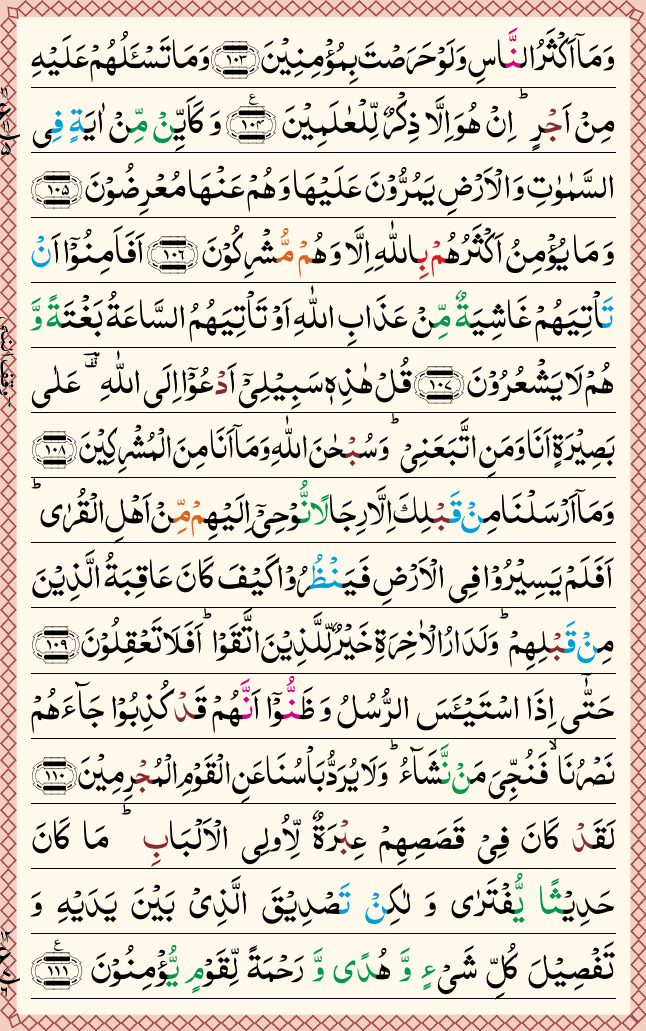 وَمَاۤ اَكْثَرُ النَّاسِ وَلَوْ حَرَصْتَ بِمُؤْمِنِيْنَ ۝١٠٣ وَمَا تَسْـَٔلُهُمْ عَلَيْهِ
مِنْ اَجْرٍ ؕ اِنْ هُوَ اِلَّا ذِكْرٌ لِّلْعٰلَمِيْنَ ۝١٠٤ ع وَ كَاَيِّنْ مِّنْ اٰيَةٍ فِى
السَّمٰوٰتِ وَ الْاَرْضِ يَمُرُّوْنَ عَلَيْهَا وَهُمْ عَنْهَا مُعْرِضُوْنَ ۝١٠٥
وَ مَا يُؤْمِنُ اَكْثَرُهُمْ بِاللّٰهِ اِلَّا وَ هُمْ مُّشْرِكُوْنَ ۝١٠٦ اَفَاَمِنُوْۤا اَنْ
تَاْتِيَهُمْ غَاشِيَةٌ مِّنْ عَذَابِ اللّٰهِ اَوْ تَاْتِيَهُمُ السَّاعَةُ بَغْتَةً وَّ
هُمْ لَا يَشْعُرُوْنَ ۝١٠٧ قُلْ هٰذِهٖ سَبِيْلِىْۤ اَدْعُوْۤا اِلَى اللّٰهِ ؔ عَلٰى
بَصِيْرَةٍ اَنَا وَمَنِ اتَّبَعَنِىْ ؕ وَسُبْحٰنَ اللّٰهِ وَمَاۤ اَنَا مِنَ الْمُشْرِكِيْنَ ۝١٠٨
وَمَاۤ اَرْسَلْنَا مِنْ قَبْلِكَ اِلَّا رِجَالًا نُّوْحِىْۤ اِلَيْهِمْ مِّنْ اَهْلِ الْقُرٰى ؕ
اَفَلَمْ يَسِيْرُوْا فِى الْاَرْضِ فَيَنْظُرُوْا كَيْفَ كَانَ عَاقِبَةُ الَّذِيْنَ
مِنْ قَبْلِهِمْ ؕ وَلَدَارُ الْاٰخِرَةِ خَيْرٌ لِّلَّذِيْنَ اتَّقَوْا ؕ اَفَلَا تَعْقِلُوْنَ ۝١٠٩
حَتّٰۤى اِذَا اسْتَيْـَٔسَ الرُّسُلُ وَ ظَنُّوْۤا اَنَّهُمْ قَدْ كُذِبُوْا جَآءَهُمْ
نَصْرُنَا ۙ فَنُجِّىَ مَنْ نَّشَآءُ ؕ وَلَا يُرَدُّ بَاْسُنَا عَنِ الْقَوْمِ الْمُجْرِمِيْنَ ۝١١٠
لَقَدْ كَانَ فِىْ قَصَصِهِمْ عِبْرَةٌ لِّاُولِى الْاَلْبَابِ ؕ مَا كَانَ
حَدِيْثًا يُّفْتَرٰى وَ لٰكِنْ تَصْدِيْقَ الَّذِىْ بَيْنَ يَدَيْهِ وَ
تَفْصِيْلَ كُلِّ شَىْءٍ وَّ هُدًى وَّ رَحْمَةً لِّقَوْمٍ يُّؤْمِنُوْنَ ۝١١١ ع